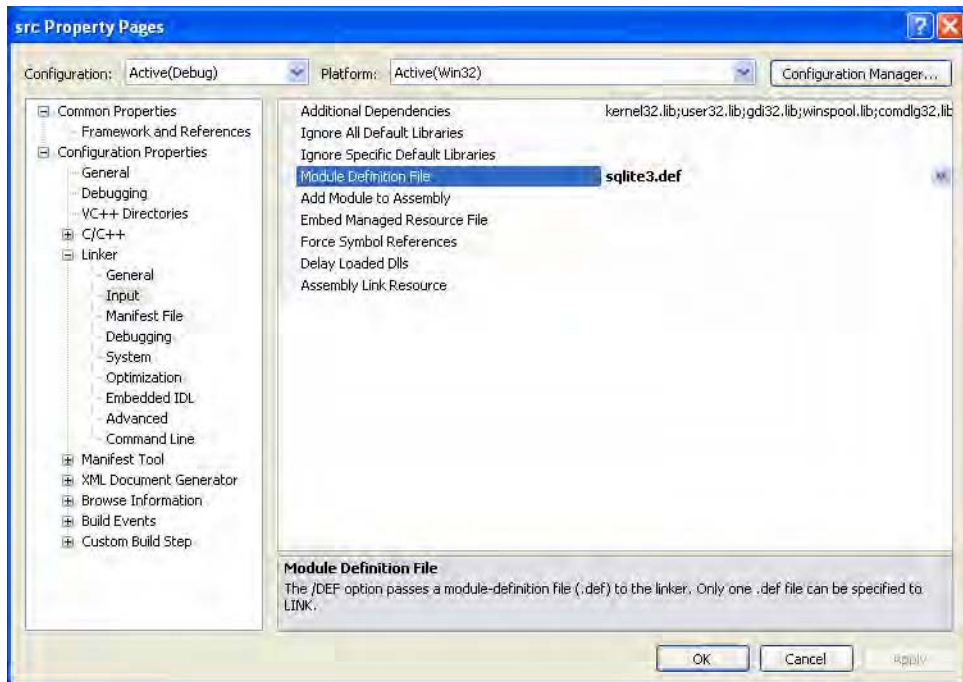 src Property Pages
Configuration: Active(Debug) Platform: Active(Win32) Configuration Manager...
Common Properties
Framework and References
Configuration Properties
General
Debugging
VC++ Directories
C/C++
Linker
General
Input
Manifest File
Debugging
System
Optimization
Embedded IDL
Advanced
Command Line
Manifest Tool
XML Document Generator
Browse Information
Build Events
Custom Build Step
Additional Dependencies kernel32.lib;user32.lib;gdi32.lib;winspool.lib;comdlg32.lib
Ignore All Default Libraries
Ignore Specific Default Libraries
Module Definition File sqlite3.def
Add Module to Assembly
Embed Managed Resource File
Force Symbol References
Delay Loaded Dlls
Assembly Link Resource
Module Definition File
The /DEF option passes a module-definition file (.def) to the linker. Only one .def file can be specified to
LINK.
OK Cancel Apply